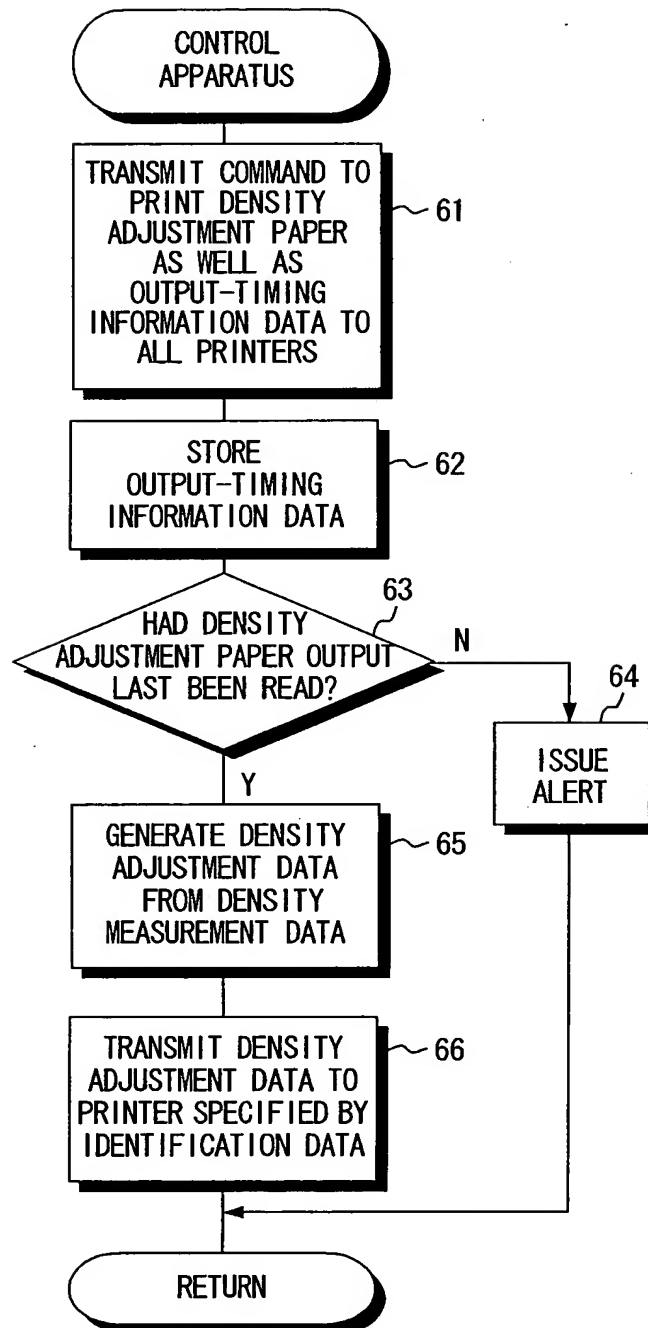 CONTROL
APPARATUS
TRANSMIT COMMAND TO
PRINT DENSITY
ADJUSTMENT PAPER
AS WELL AS
OUTPUT-TIMING
INFORMATION DATA TO
ALL PRINTERS
61
STORE
OUTPUT-TIMING
INFORMATION DATA
62
HAD DENSITY
ADJUSTMENT PAPER OUTPUT
LAST BEEN READ?
63
N
64
ISSUE
ALERT
Y
GENERATE DENSITY
ADJUSTMENT DATA
FROM DENSITY
MEASUREMENT DATA
65
TRANSMIT DENSITY
ADJUSTMENT DATA TO
PRINTER SPECIFIED BY
IDENTIFICATION DATA
66
RETURN